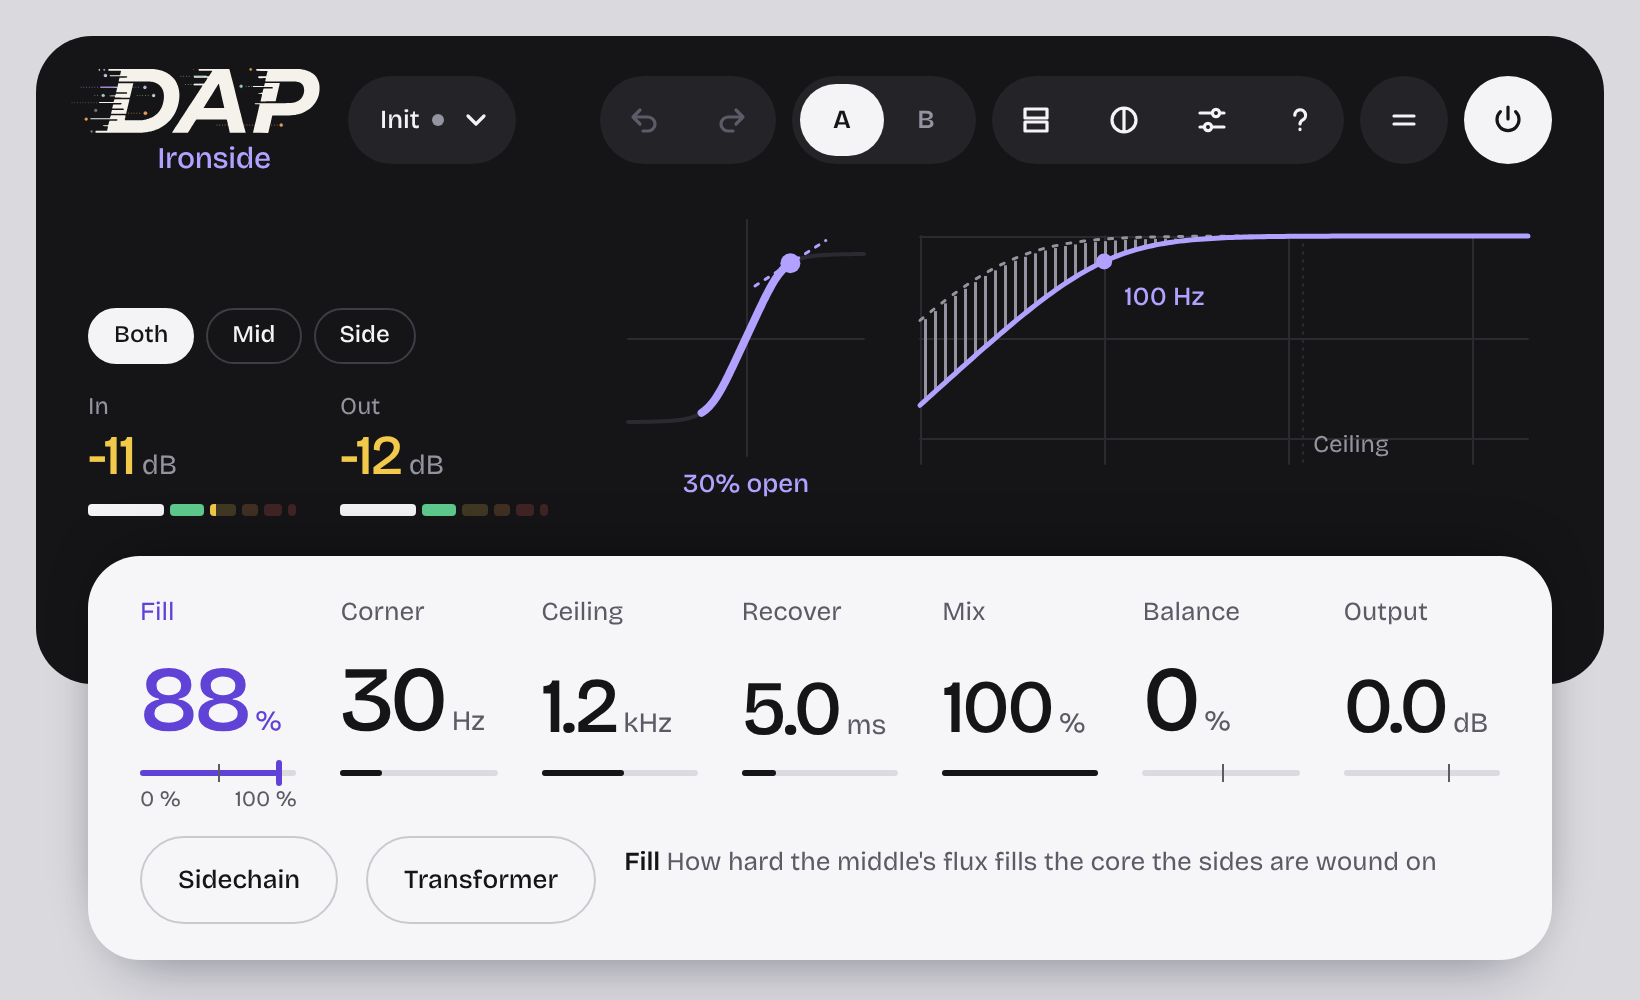 DAP
Ironside
Init
A
B
?
Both
Mid
Side
In
Out
-11 dB
-12 dB
30% open
100 Hz
Ceiling
Fill
Corner
Ceiling
Recover
Mix
Balance
Output
88 %
30 Hz
1.2 kHz
5.0 ms
100 %
0 %
0.0 dB
0 %
100 %
Sidechain
Transformer
Fill How hard the middle's flux fills the core the sides are wound on